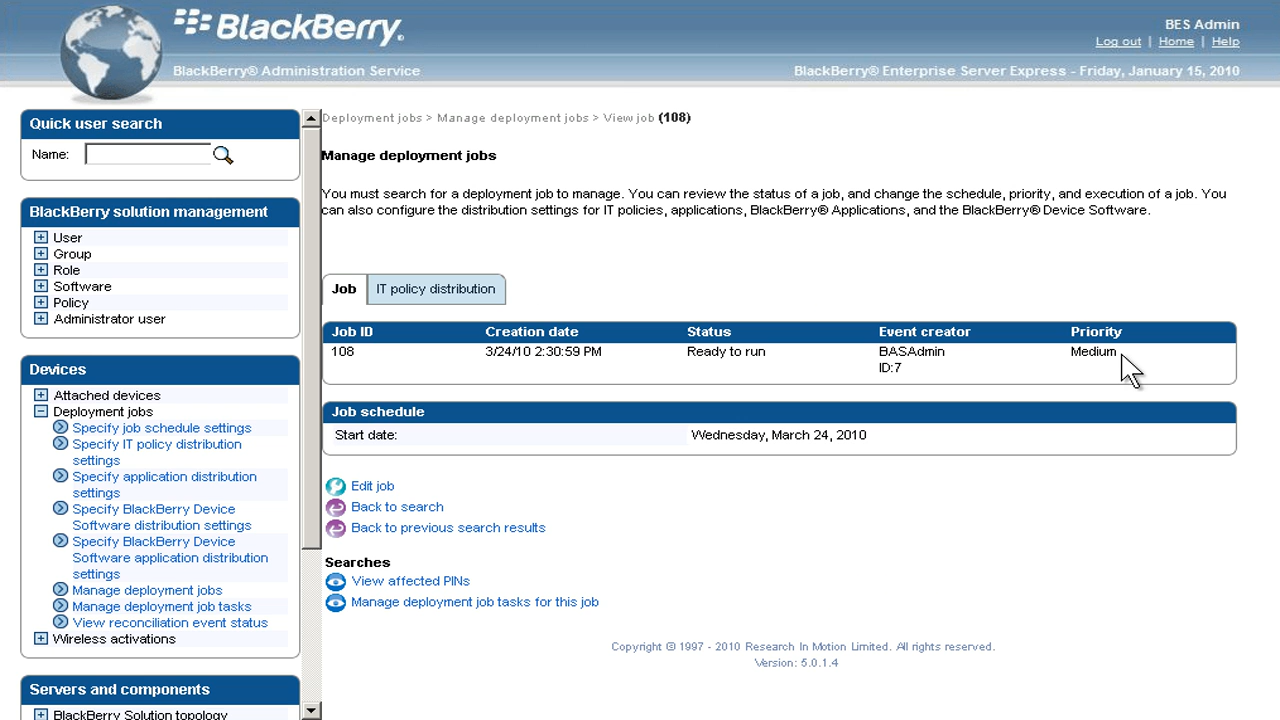 BlackBerry.
BlackBerry® Administration Service
BES Admin
Log out | Home | Help
BlackBerry® Enterprise Server Express - Friday, January 15, 2010
Quick user search
Name:
BlackBerry solution management
User
Group
Role
Software
Policy
Administrator user
Devices
Attached devices
Deployment jobs
Specify job schedule settings
Specify IT policy distribution
settings
Specify application distribution
settings
Specify BlackBerry Device
Software distribution settings
Specify BlackBerry Device
Software application distribution
settings
Manage deployment jobs
Manage deployment job tasks
View reconciliation event status
Wireless activations
Servers and components
BlackBerry Solution topology
Deployment jobs > Manage deployment jobs > View job (108)
Manage deployment jobs
You must search for a deployment job to manage. You can review the status of a job, and change the schedule, priority, and execution of a job. You
can also configure the distribution settings for IT policies, applications, BlackBerry® Applications, and the BlackBerry® Device Software.
Job IT policy distribution
Job ID Creation date Status Event creator Priority
108 3/24/10 2:30:59 PM Ready to run BASAdmin Medium
ID:7
Job schedule
Start date: Wednesday, March 24, 2010
Edit job
Back to search
Back to previous search results
Searches
View affected PINs
Manage deployment job tasks for this job
Copyright © 1997 - 2010 Research In Motion Limited. All rights reserved.
Version: 5.0.1.4